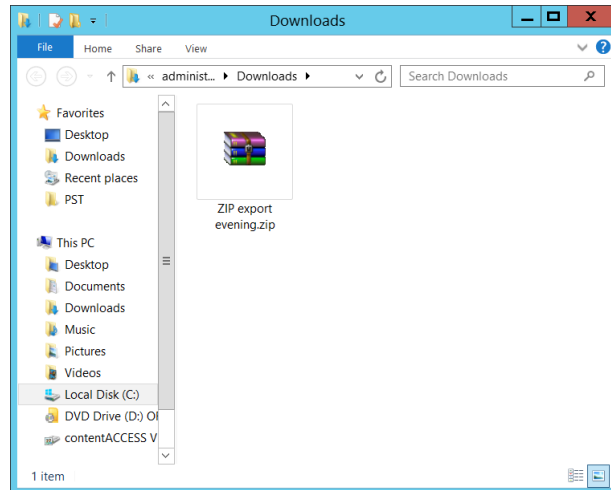 Downloads
File Home Share View
« administ... Downloads Search Downloads
Favorites
Desktop
Downloads
Recent places
PST
This PC
Desktop
Documents
Downloads
Music
Pictures
Videos
Local Disk (C:)
DVD Drive (D:) O
contentACCESS V
ZIP export
evening.zip
1 item